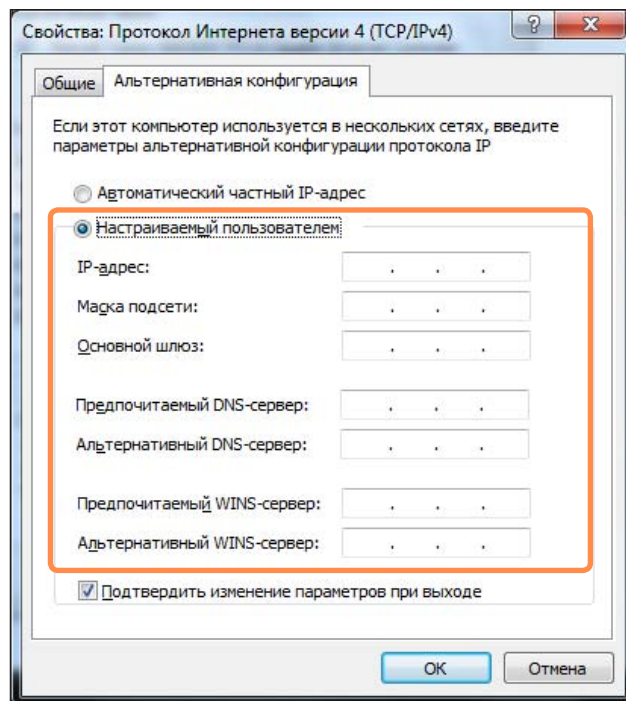 Свойства: Протокол Интернета версии 4 (TCP/IPv4)
?
Общие
Альтернативная конфигурация
Если этот компьютер используется в нескольких сетях, введите
параметры альтернативной конфигурации протокола IP
Автоматический частный IP-адрес
Настраиваемый пользователем
IP-адрес: . . .
Маска подсети: . . .
Основной шлюз: . . .
Предпочитаемый DNS-сервер: . . .
Альтернативный DNS-сервер: . . .
Предпочитаемый WINS-сервер: . . .
Альтернативный WINS-сервер: . . .
Подтвердить изменение параметров при выходе
ОК
Отмена